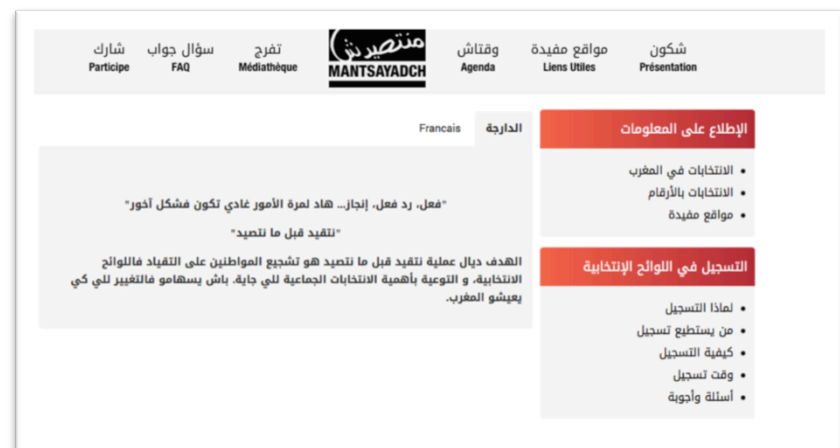 شكون
Présentation
مواقع مفيدة
Liens Utiles
وقتاش
Agenda
منتصيدش
MANTSAYADCH
تفرج
Médiathèque
سؤال جواب
FAQ
شارك
Participe
الإطلاع على المعلومات
الانتخابات في المغرب
الانتخابات بالأرقام
مواقع مفيدة
التسجيل في اللوائح الإنتخابية
لماذا التسجيل
من يستطيع تسجيل
كيفية التسجيل
وقت تسجيل
أسئلة وأجوبة
الدارجة
Francais
"فعل، رد فعل، إنجاز... هاد لمرة الأمور غادي تكون فشكل آخور"
"نتقيد قبل ما نتصيد"
الهدف ديال عملية نتقيد قبل ما نتصيد هو تشجيع المواطنين على التقياد فاللوائح
الانتخابية، و التوعية بأهمية الانتخابات الجماعية للي جاية. باش يسهامو فالتغيير للي كي
يعيشو المغرب.